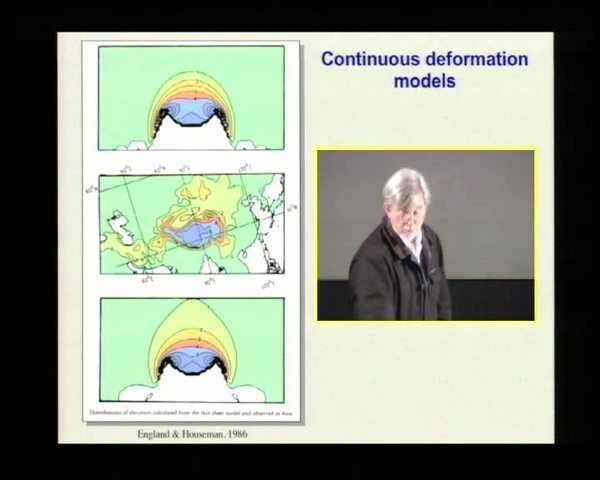 Continuous deformation
models
Distributions of elevation calculated from the thin sheet model and observed in Asia
England & Houseman, 1986